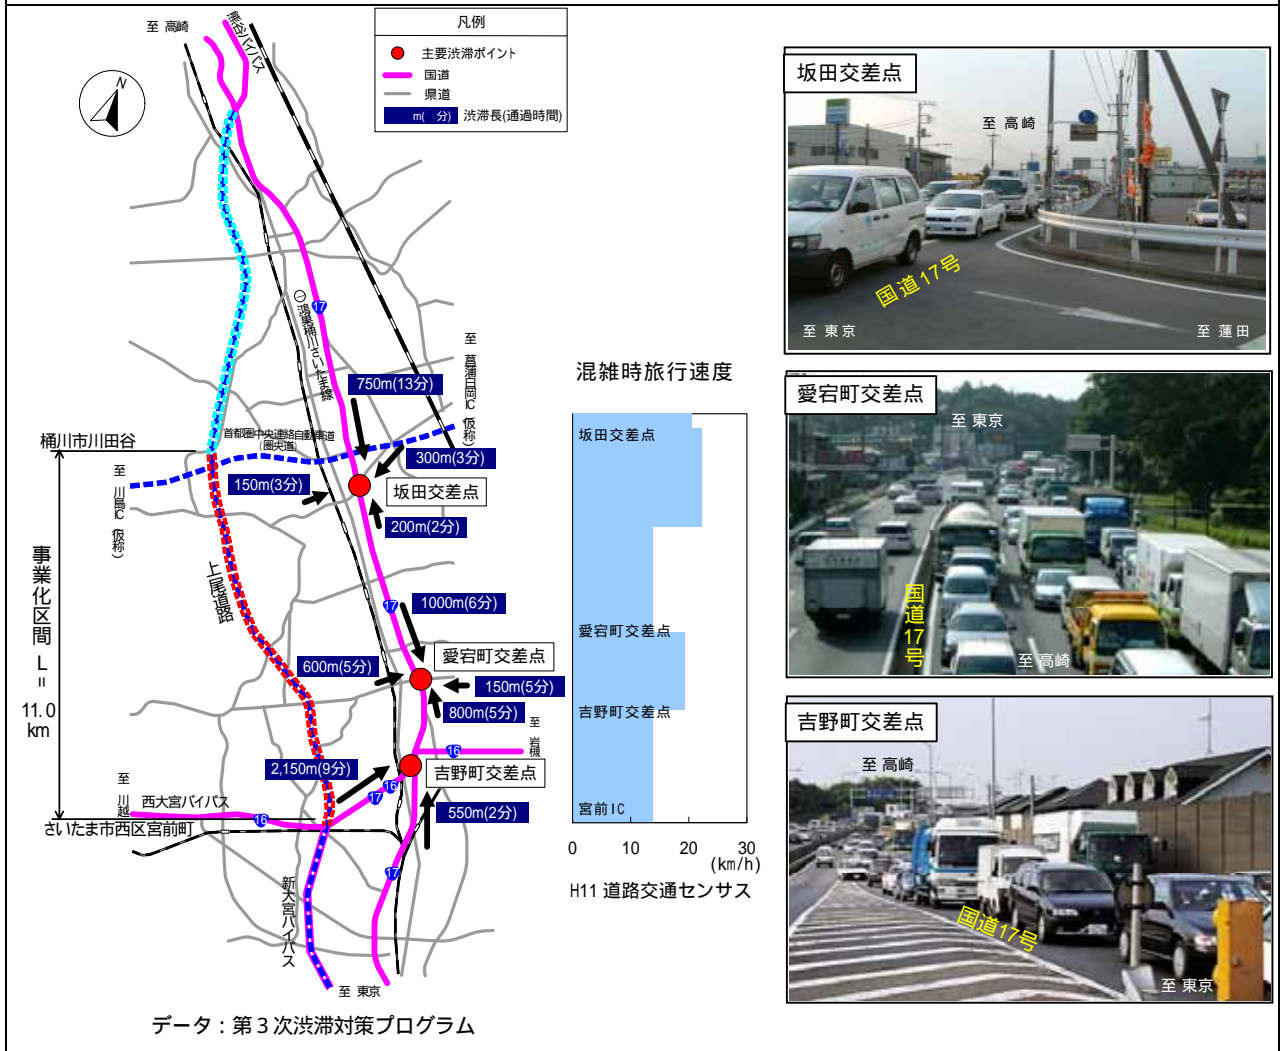 至 高崎
熊谷バイパス
N
凡例
主要渋滞ポイント
国道
県道
m( 分) 渋滞長(通過時間)
17
鴻巣桶川さいたま線
750m(13分)
至 菖蒲白岡IC(仮称)
首都圏中央連絡自動車道
(圏央道)
桶川市川田谷
300m(3分)
至 川島IC(仮称)
150m(3分)
坂田交差点
200m(2分)
事業化区間 L=
11.0
km
上尾道路
17
1000m(6分)
愛宕町交差点
600m(5分)
150m(5分)
800m(5分)
至 岩槻
16
2,150m(9分)
吉野町交差点
至 川越
西大宮バイパス
16
17
16
550m(2分)
さいたま市西区宮前町
17
新大宮バイパス
至 東京
データ：第３次渋滞対策プログラム
混雑時旅行速度
坂田交差点
愛宕町交差点
吉野町交差点
宮前IC
0 10 20 30
(km/h)
H11 道路交通センサス
坂田交差点
至 高崎
国道17号
至 東京
至 蓮田
愛宕町交差点
至 東京
国道17号
至 高崎
吉野町交差点
至 高崎
国道17号
至 東京